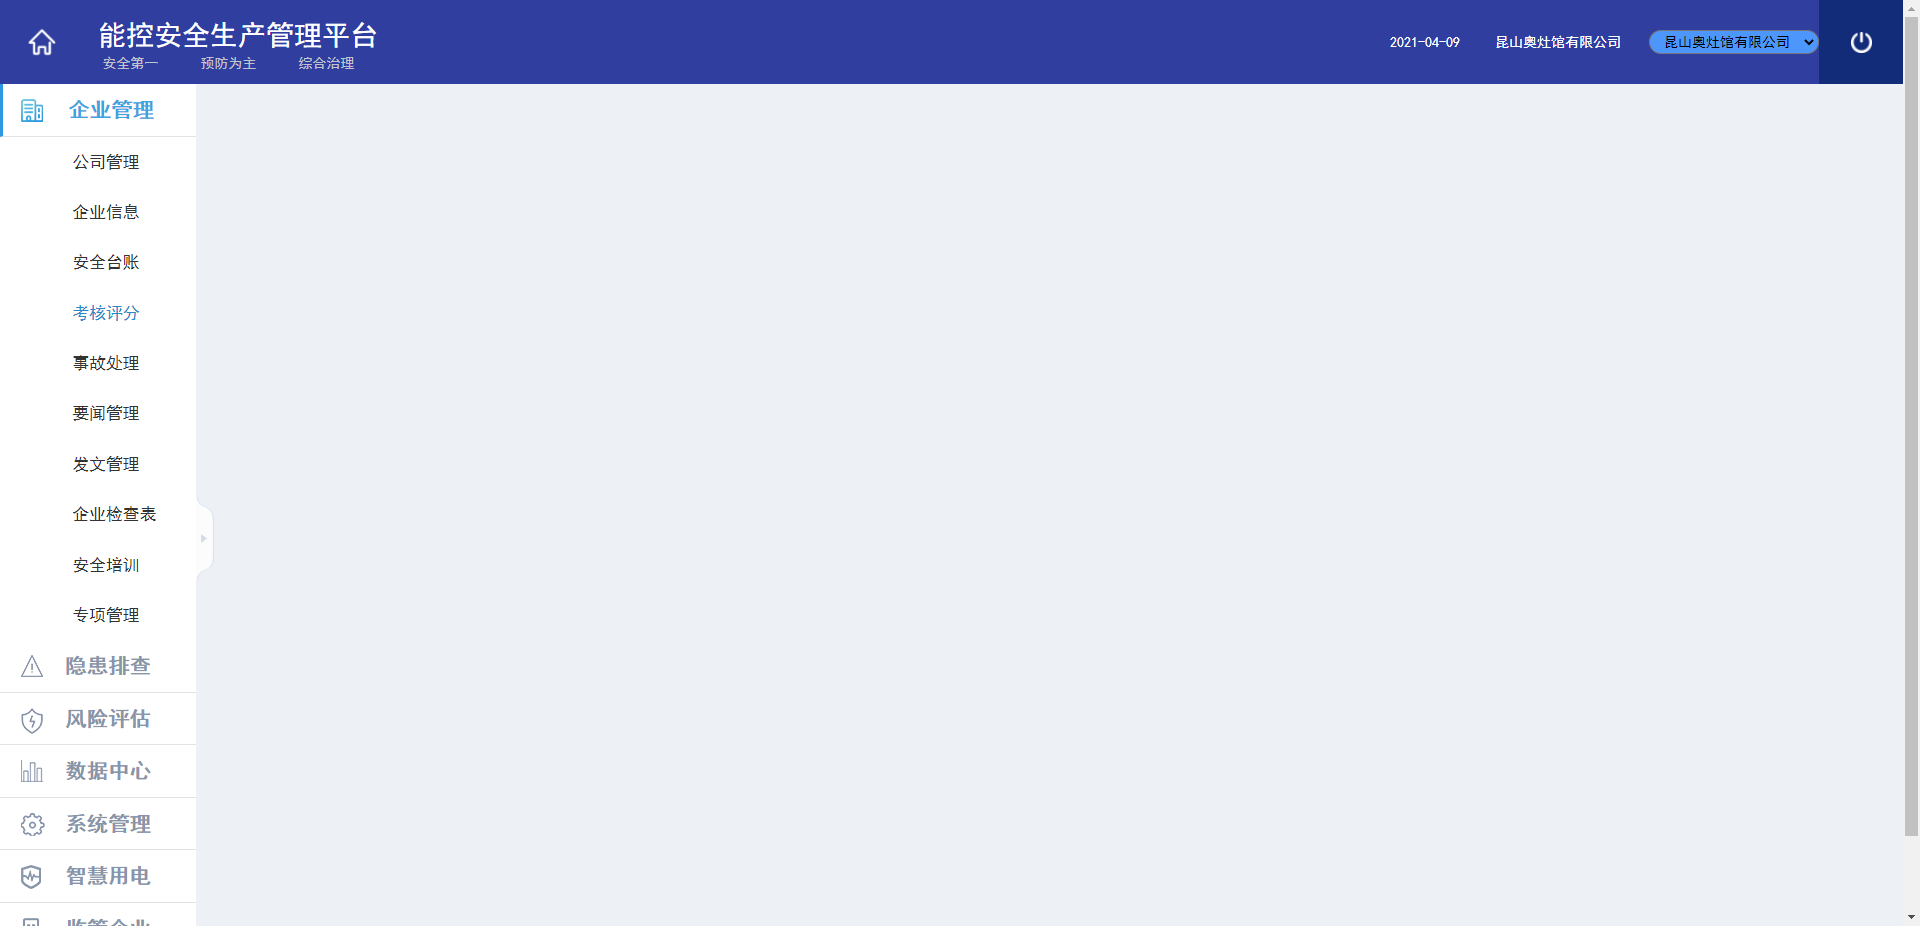 能控安全生产管理平台
安全第一 预防为主 综合治理
2021-04-09 昆山奥灶馆有限公司 昆山奥灶馆有限公司
企业管理
公司管理
企业信息
安全台账
考核评分
事故处理
要闻管理
发文管理
企业检查表
安全培训
专项管理
隐患排查
风险评估
数据中心
系统管理
智慧用电
监管企业